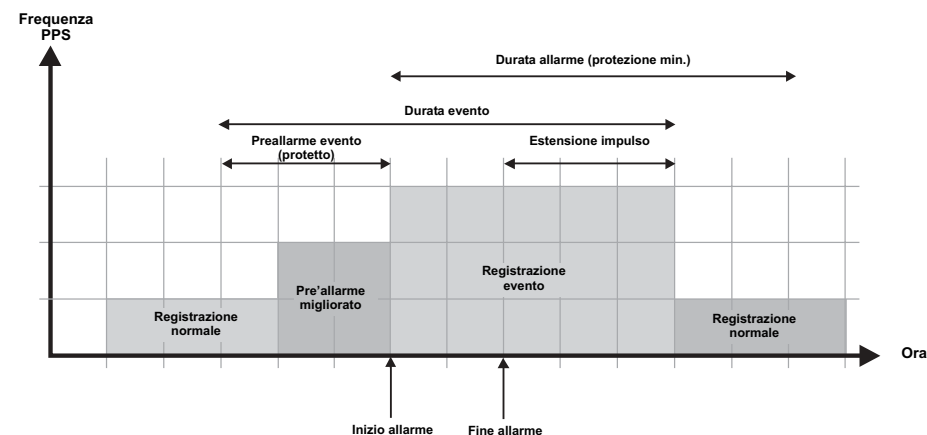 Frequenza
PPS
Durata allarme (protezione min.)
Durata evento
Preallarme evento
(protetto)
Estensione impulso
Registrazione
evento
Pre'allarme
migliorato
Registrazione
normale
Registrazione
normale
Ora
Inizio allarme
Fine allarme